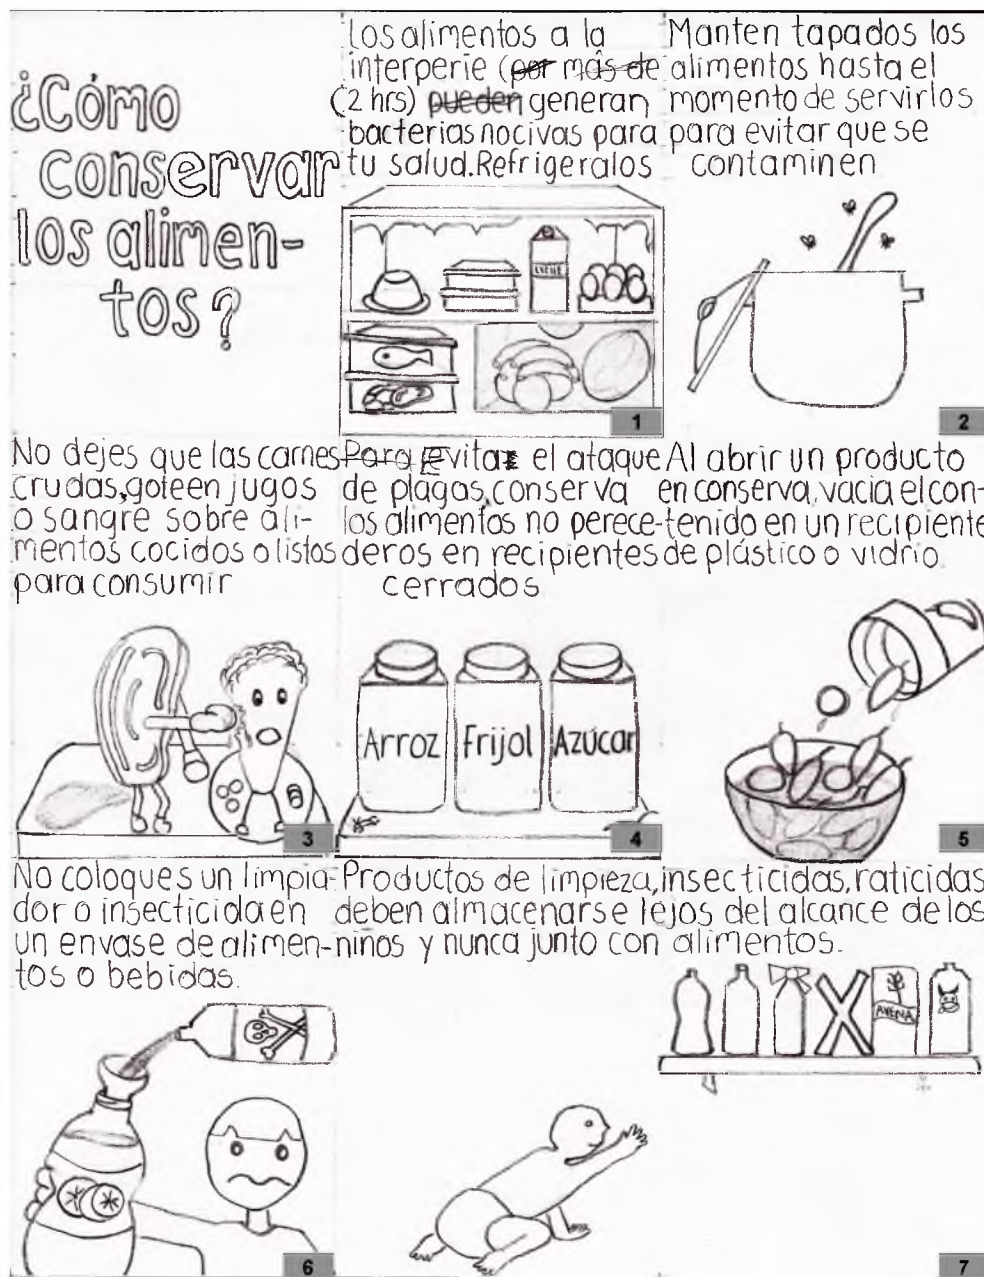 ¿Cómo
conservar
los alimen-
tos?
Los alimentos a la
interperie (por más de
(2 hrs) pueden generan
bacterias nocivas para
tu salud. Refrigeralos
LECHE
1
Manten tapados los
alimentos hasta el
momento de servirlos
para evitar que se
contaminen
2
No dejes que las carnes
crudas, goteen jugos
o sangre sobre ali-
mentos cocidos o listos
para consumir
3
Para Evitar el ataque
de plagas, conserva
los alimentos no perece-
deros en recipientes
cerrados
Arroz
Frijol
Azúcar
4
Al abrir un producto
en conserva, vacia el con-
tenido en un recipiente
de plástico o vidrio.
5
No coloques un limpia-
dor o insecticida en
un envase de alimen-
tos o bebidas.
6
Productos de limpieza, insecticidas, raticidas
deben almacenarse lejos del alcance de los
ninos y nunca junto con alimentos.
AVENA
7